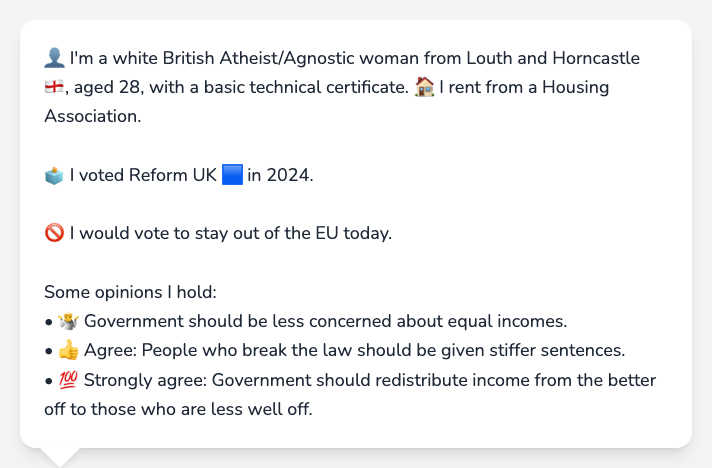 👤 I'm a white British Atheist/Agnostic woman from Louth and Horncastle
🏴󠁧󠁢󠁥󠁮󠁧󠁿, aged 28, with a basic technical certificate. 🏠 I rent from a Housing
Association.
🗳️ I voted Reform UK 🟦 in 2024.
🚫 I would vote to stay out of the EU today.
Some opinions I hold:
• 🤷 Government should be less concerned about equal incomes.
• 👍 Agree: People who break the law should be given stiffer sentences.
• 💯 Strongly agree: Government should redistribute income from the better
off to those who are less well off.